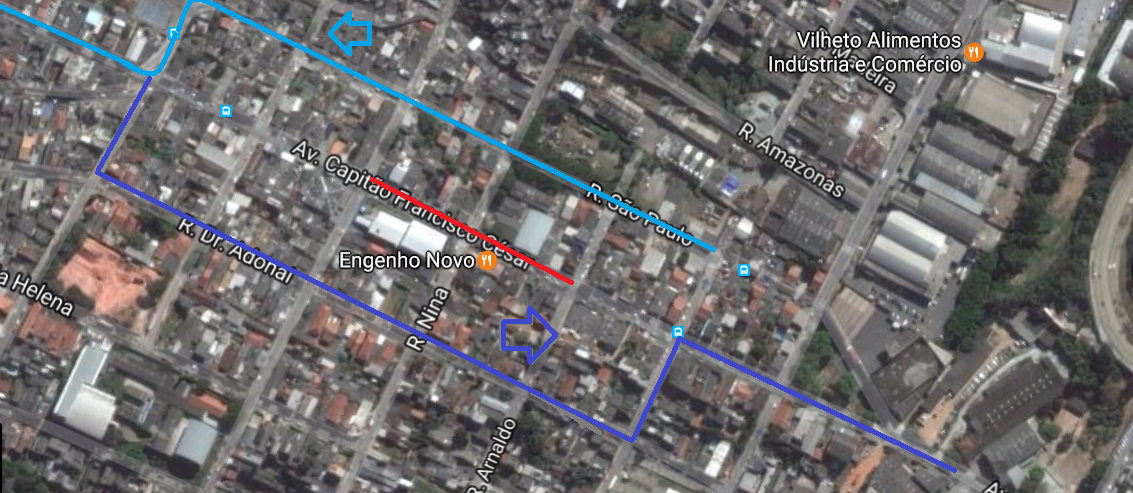 Vilheto Alimentos
Indústria e Comércio
R. Amazonas
Av. Capitão Francisco César
R. São Paulo
R. Dr. Adonai
Engenho Novo
Helena
R. Nina
R. Arnaldo